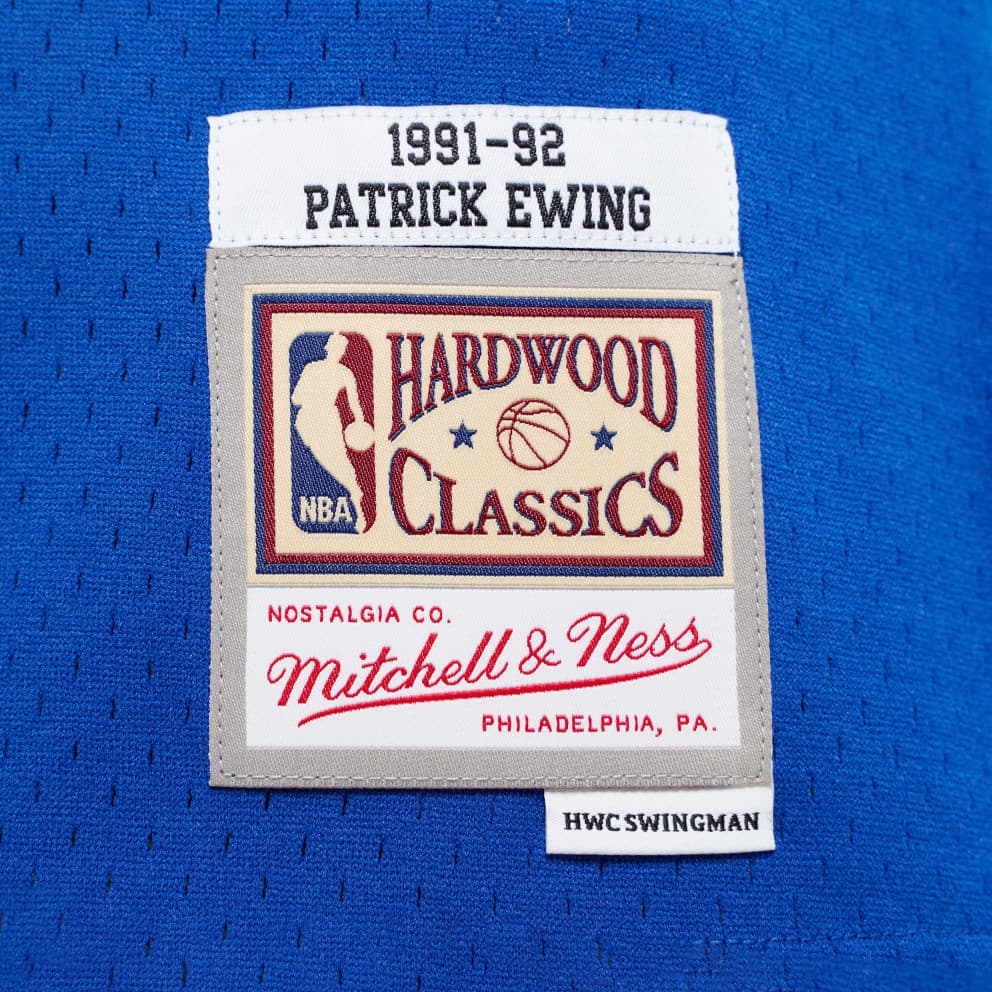 1991-92
PATRICK EWING
HARDWOOD
NBA
CLASSICS
NOSTALGIA CO.
Mitchell & Ness
PHILADELPHIA, PA.
HWC SWINGMAN